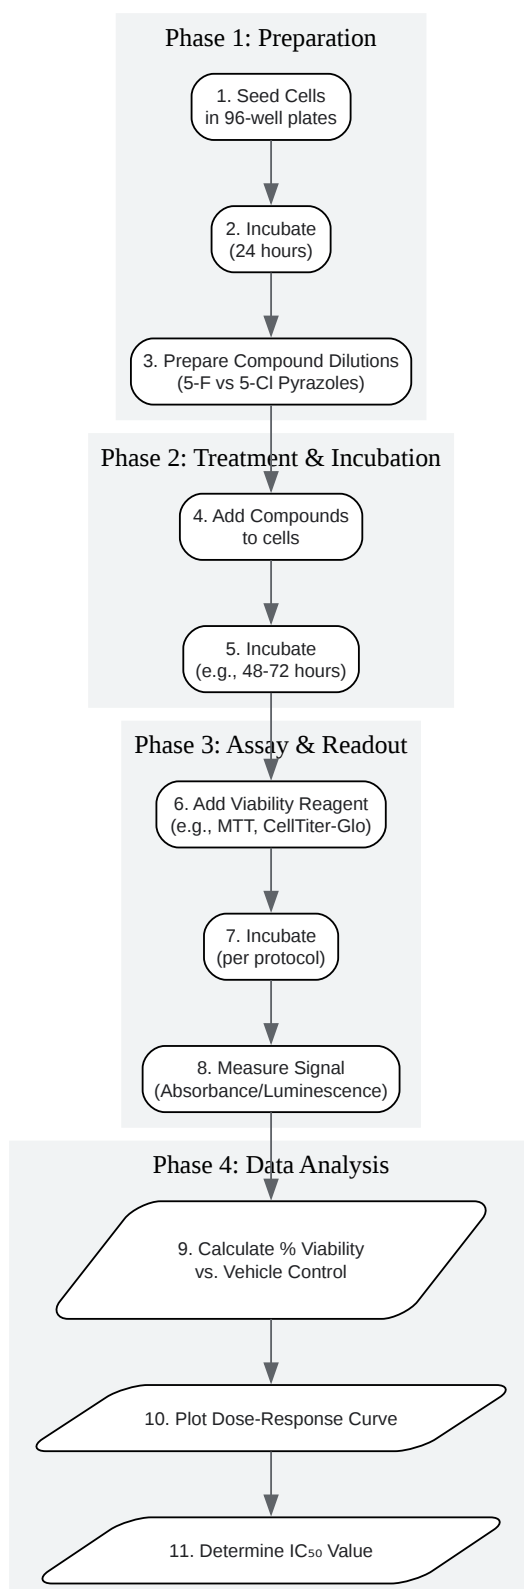 Phase 1: Preparation
1. Seed Cells
in 96-well plates
2. Incubate
(24 hours)
3. Prepare Compound Dilutions
(5-F vs 5-Cl Pyrazoles)
Phase 2: Treatment & Incubation
4. Add Compounds
to cells
5. Incubate
(e.g., 48-72 hours)
Phase 3: Assay & Readout
6. Add Viability Reagent
(e.g., MTT, CellTiter-Glo)
7. Incubate
(per protocol)
8. Measure Signal
(Absorbance/Luminescence)
Phase 4: Data Analysis
9. Calculate % Viability
vs. Vehicle Control
10. Plot Dose-Response Curve
11. Determine IC₅₀ Value